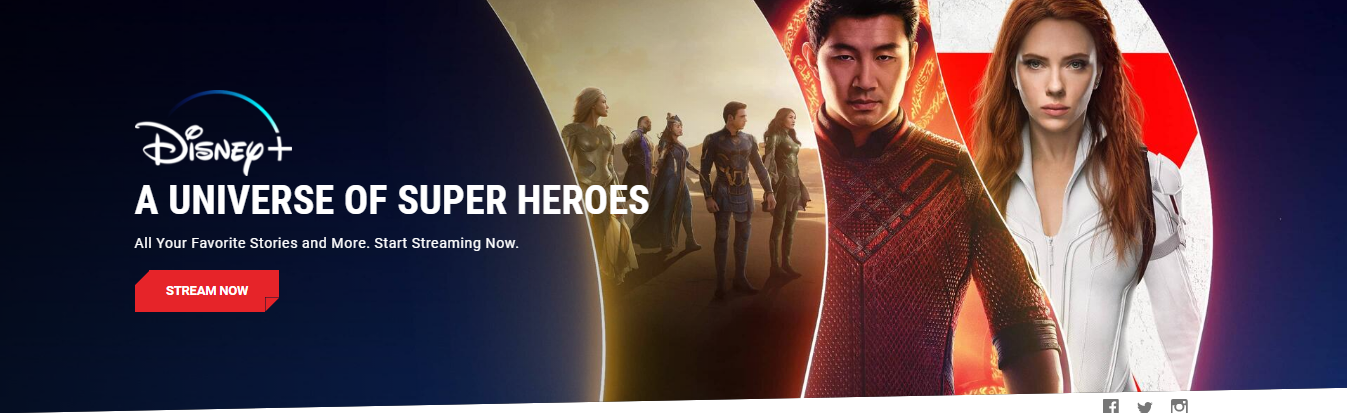 Disney+
A UNIVERSE OF SUPER HEROES
All Your Favorite Stories and More. Start Streaming Now.
STREAM NOW